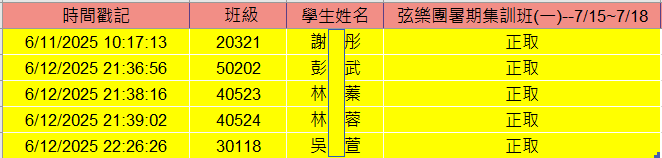 時間戳記 班級 學生姓名 弦樂團暑期集訓班(一)--7/15~7/18
6/11/2025 10:17:13 20321 謝 彤 正取
6/12/2025 21:36:56 50202 彭 武 正取
6/12/2025 21:38:16 40523 林 蓁 正取
6/12/2025 21:39:02 40524 林 蓉 正取
6/12/2025 22:26:26 30118 吳 萱 正取